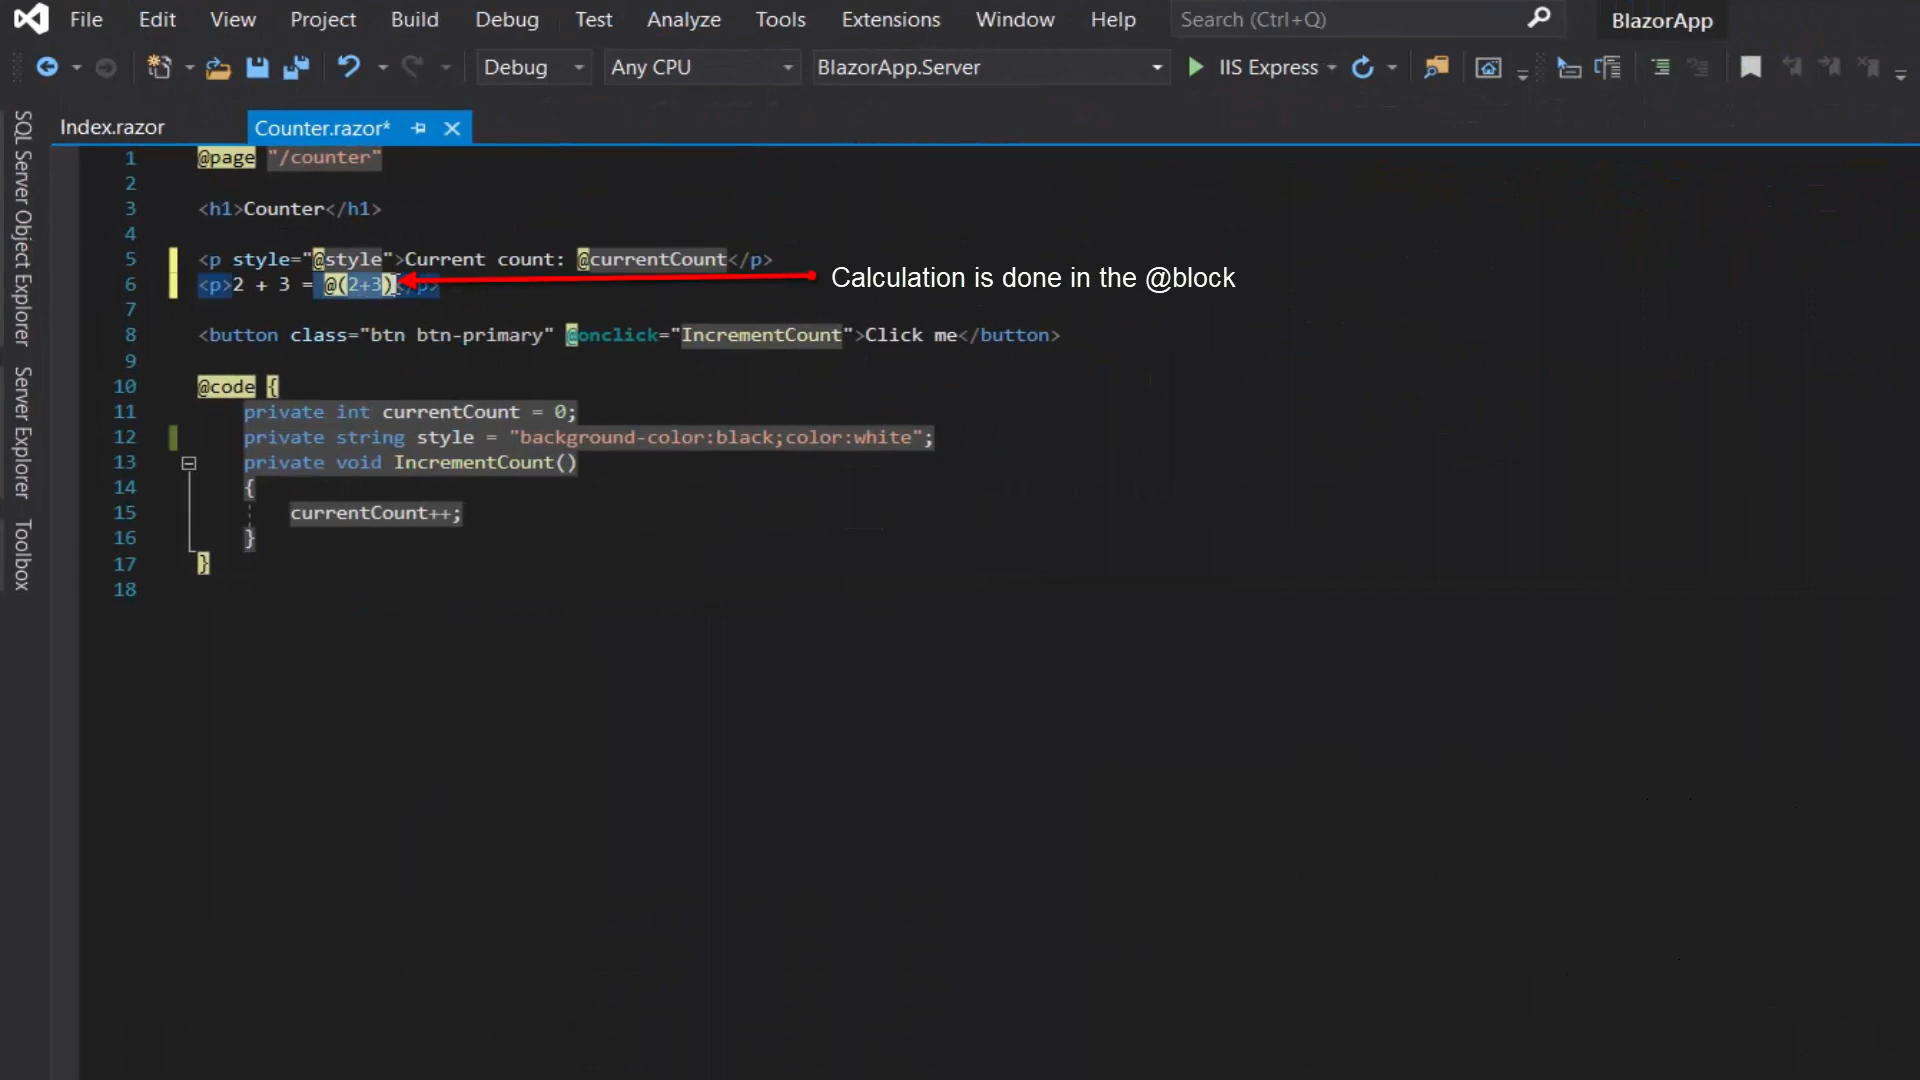 File Edit View Project Build Debug Test Analyze Tools Extensions Window Help Search (Ctrl+Q) BlazorApp
Debug Any CPU BlazorApp.Server IIS Express
SQL Server Object Explorer
Server Explorer
Toolbox
Index.razor Counter.razor*
1 @page "/counter"
2
3 <h1>Counter</h1>
4
5 <p style="@style">Current count: @currentCount</p>
6 <p>2 + 3 = @(2+3)</p>
Calculation is done in the @block
7
8 <button class="btn btn-primary" @onclick="IncrementCount">Click me</button>
9
10 @code {
11 private int currentCount = 0;
12 private string style = "background-color:black;color:white";
13 private void IncrementCount()
14 {
15 currentCount++;
16 }
17 }
18